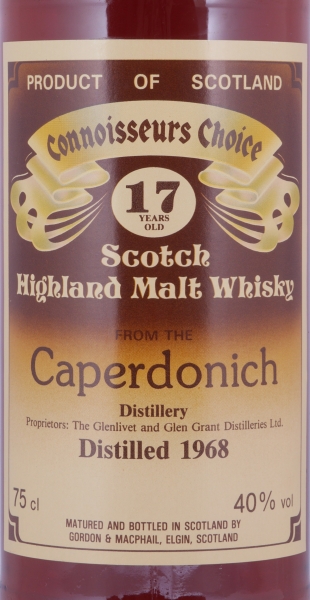 PRODUCT OF SCOTLAND
Connoisseurs Choice
17
YEARS
OLD
Scotch
Highland Malt Whisky
FROM THE
Caperdonich
Distillery
Proprietors: The Glenlivet and Glen Grant Distilleries Ltd.
Distilled 1968
75 cl 40% vol
MATURED AND BOTTLED IN SCOTLAND BY
GORDON & MACPHAIL, ELGIN, SCOTLAND